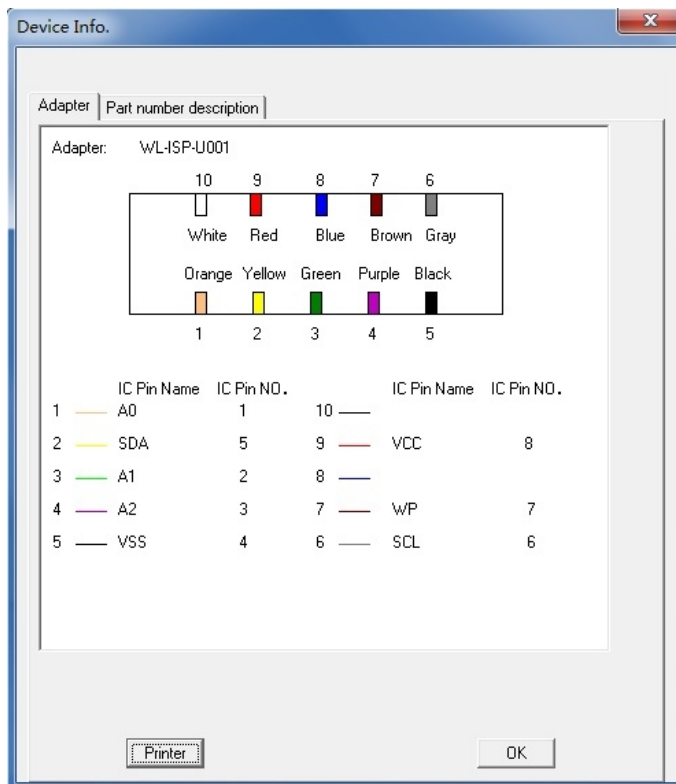 Device Info.
Adapter Part number description
Adapter: WL-ISP-U001
10 9 8 7 6
White Red Blue Brown Gray
Orange Yellow Green Purple Black
1 2 3 4 5
IC Pin Name IC Pin NO. IC Pin Name IC Pin NO.
1 A0 1 10
2 SDA 5 9 VCC 8
3 A1 2 8
4 A2 3 7 WP 7
5 VSS 4 6 SCL 6
Printer OK